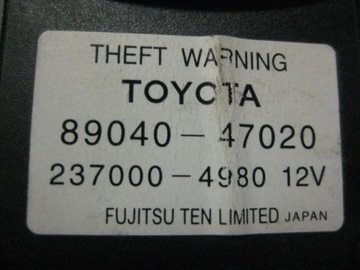 THEFT WARNING
TOYOTA
89040-47020
237000-4980 12V
FUJITSU TEN LIMITED JAPAN